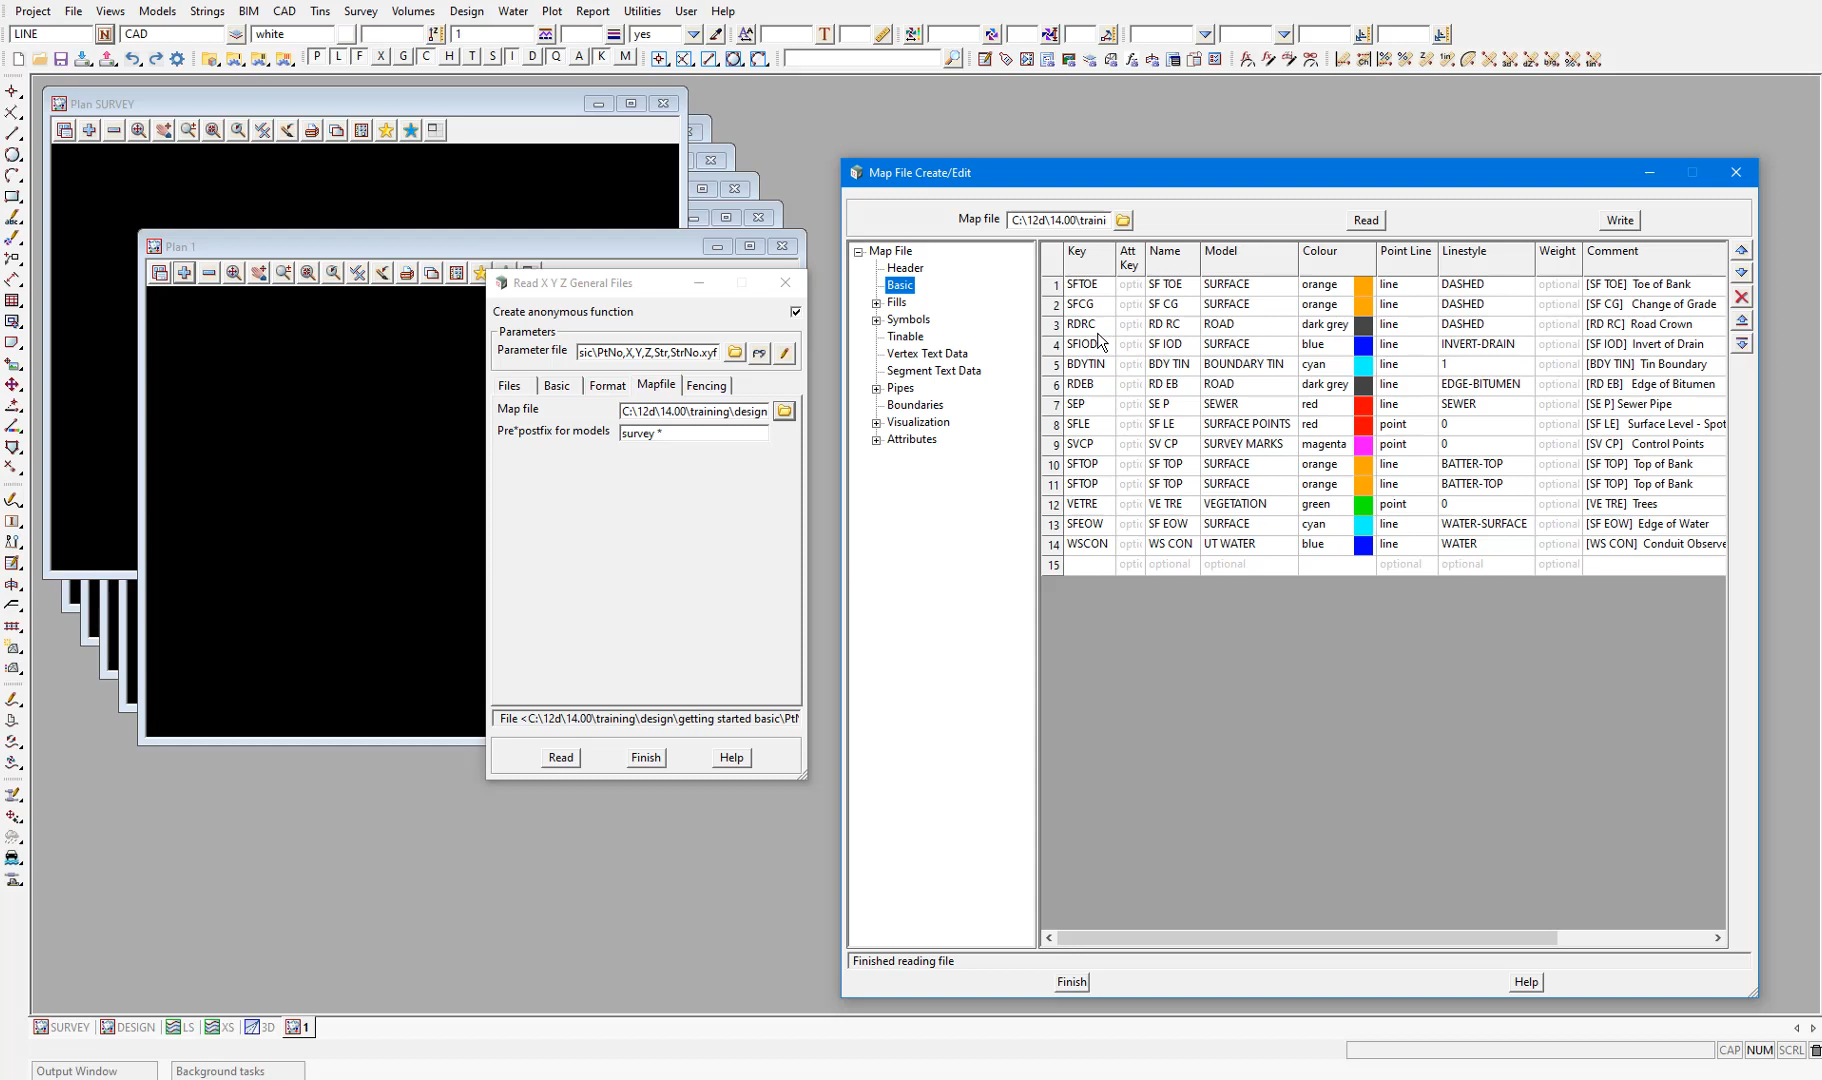 Project File Views Models Strings BIM CAD Tins Survey Volumes Design Water Plot Report Utilities User Help
LINE N CAD white 1 yes T
P L F X G C H T S I D Q A K M
Plan SURVEY
Plan 1
Read X Y Z General Files
Create anonymous function
Parameters
Parameter file sic\PtNo,X,Y,Z,Str,StrNo.xyf
Files Basic Format Mapfile Fencing
Map file C:\12d\14.00\training\design
Pre*postfix for models survey *
File <C:\12d\14.00\training\design\getting started basic\Pt
Read Finish Help
Map File Create/Edit
Map file C:\12d\14.00\traini Read Write
Map File
Header
Basic
Fills
Symbols
Tinable
Vertex Text Data
Segment Text Data
Pipes
Boundaries
Visualization
Attributes
Key Att Key Name Model Colour Point Line Linestyle Weight Comment
1 SFTOE optic SF TOE SURFACE orange line DASHED optional [SF TOE] Toe of Bank
2 SFCG optic SF CG SURFACE orange line DASHED optional [SF CG] Change of Grade
3 RDRC optic RD RC ROAD dark grey line DASHED optional [RD RC] Road Crown
4 SFIOD optic SF IOD SURFACE blue line INVERT-DRAIN optional [SF IOD] Invert of Drain
5 BDYTIN optic BDY TIN BOUNDARY TIN cyan line 1 optional [BDY TIN] Tin Boundary
6 RDEB optic RD EB ROAD dark grey line EDGE-BITUMEN optional [RD EB] Edge of Bitumen
7 SEP optic SE P SEWER red line SEWER optional [SE P] Sewer Pipe
8 SFLE optic SF LE SURFACE POINTS red point 0 optional [SF LE] Surface Level - Spot
9 SVCP optic SV CP SURVEY MARKS magenta point 0 optional [SV CP] Control Points
10 SFTOP optic SF TOP SURFACE orange line BATTER-TOP optional [SF TOP] Top of Bank
11 SFTOP optic SF TOP SURFACE orange line BATTER-TOP optional [SF TOP] Top of Bank
12 VETRE optic VE TRE VEGETATION green point 0 optional [VE TRE] Trees
13 SFEOW optic SF EOW SURFACE cyan line WATER-SURFACE optional [SF EOW] Edge of Water
14 WSCON optic WS CON UT WATER blue line WATER optional [WS CON] Conduit Observe
15 optic optional optional optional optional optional
Finished reading file
Finish Help
SURVEY DESIGN LS XS 3D 1
CAP NUM SCRL
Output Window Background tasks